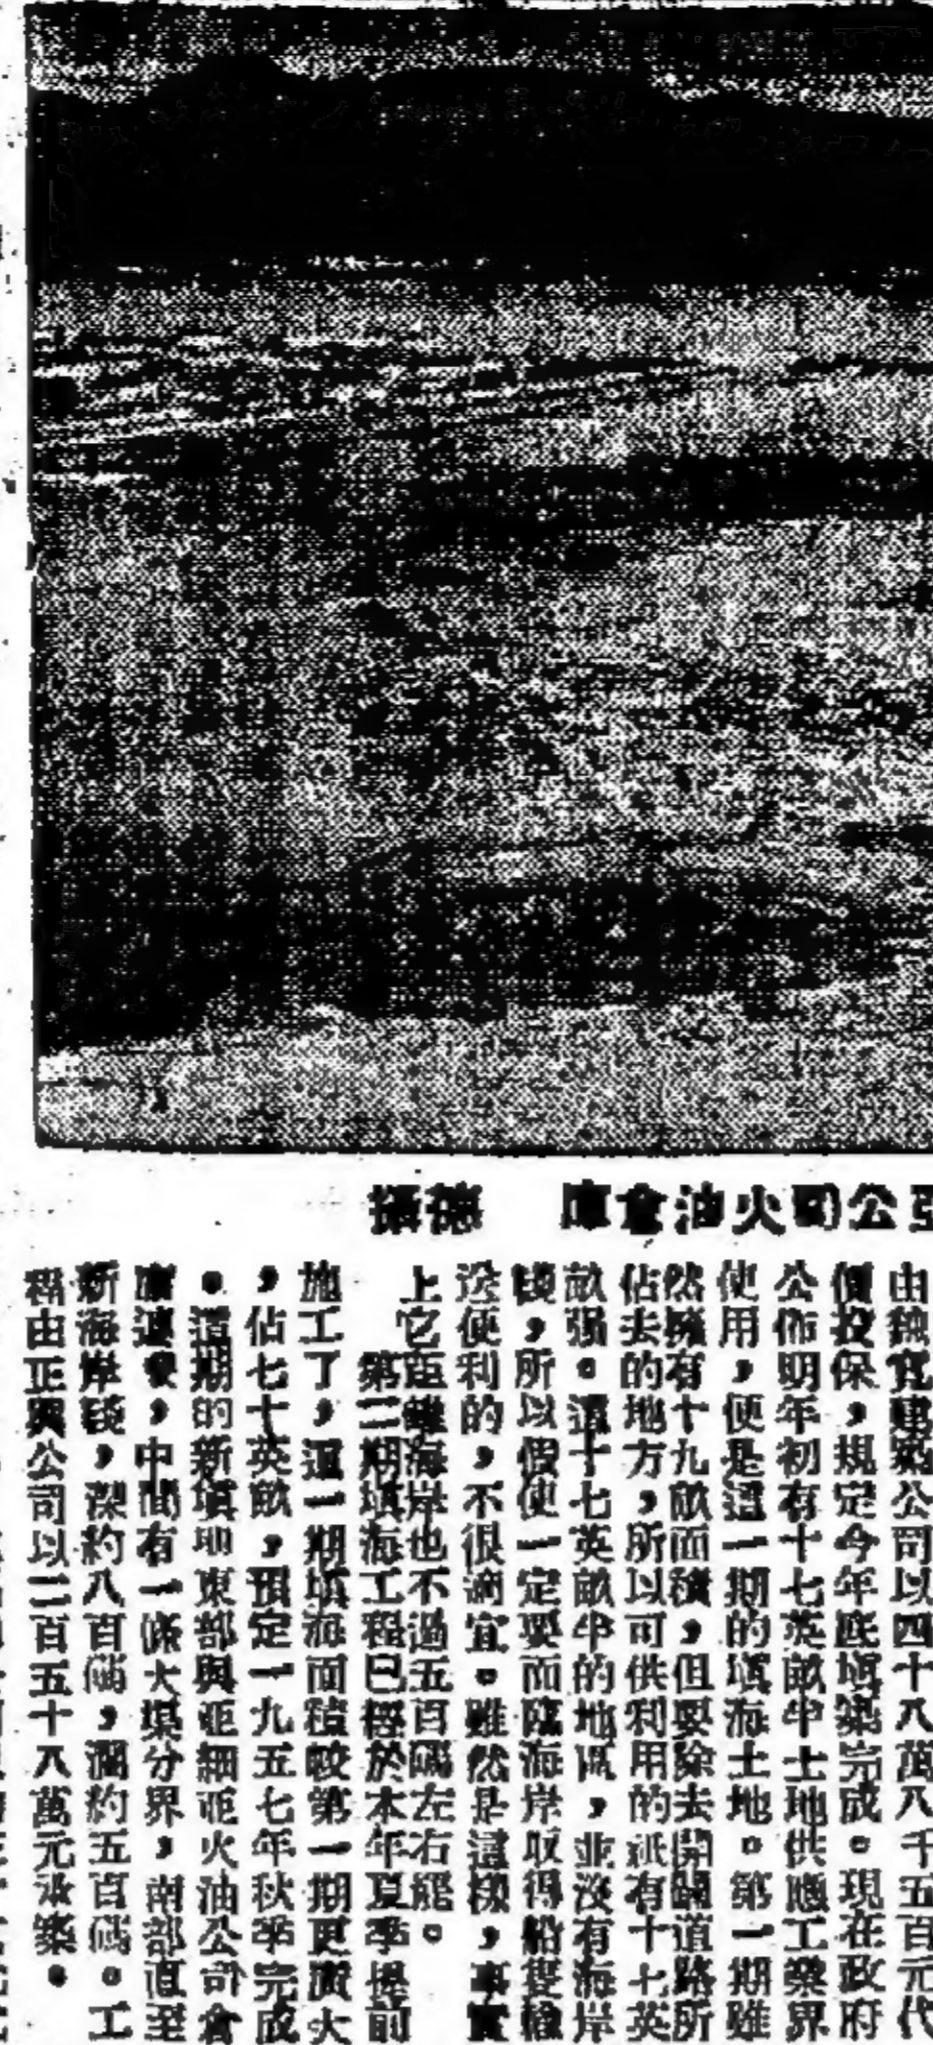 亞公司火油倉庫　德攝
由　　建築公司以四十八萬八千五百元代
價投保，規定今年底塡築完成。現在政府
公佈明年初有十七英畝半土地供應工業界
使用，便是這一期的塡海土地。第一期雖
然擁有十九畝面積，但要除去開闢道路所
佔去的地方，所以可供利用的祇有十七英
畝强。這十七英畝半的地區，並沒有海岸
綫，所以假使一定要面臨海岸取得船隻輸
送便利的，不很適宜。雖然是這樣，事實
上它距離海岸也不過五百碼左右罷。
第二期塡海工程已經於本年夏季提前
施工了，這一期塡海面積較第一期更廣大
，佔七十英畝，預定一九五七年秋季完成
。這期的新塡地東部與亞細亞火油公司倉
庫連接，中間有一條大堤分界，南部直至
新海岸綫，深約八百碼，濶約五百碼。工
程由正興公司以二百五十八萬元承築。